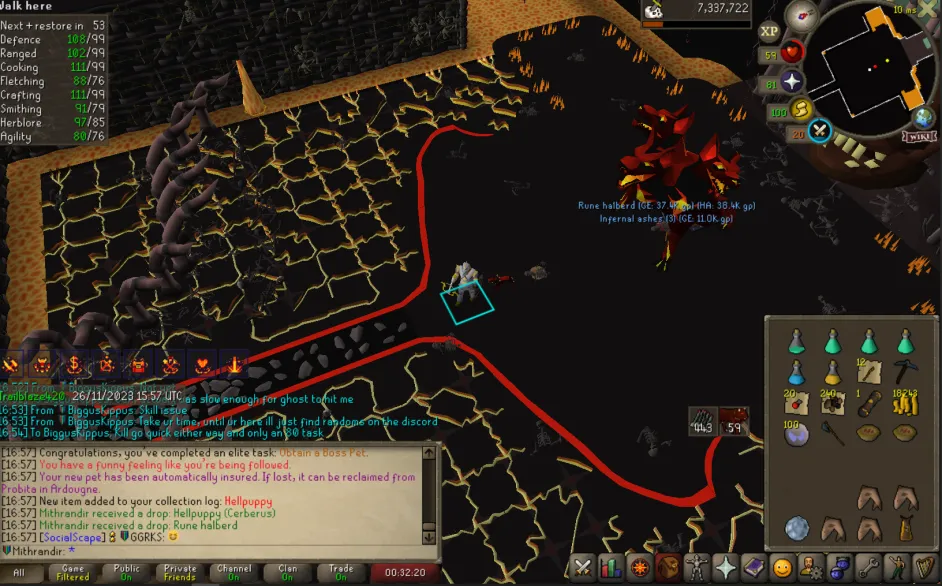 Walk here
Next + restore in 53
Defence 108/99
Ranged 102/99
Cooking 111/99
Fletching 88/76
Crafting 111/99
Smithing 91/79
Herblore 97/85
Agility 80/76
7,337,722
10 ms
XP
59
81
100
20
WIKI
Rune halberd (GE: 37.4K gp) (HA: 38.4K gp)
Infernal ashes (3) (GE: 11.0K gp)
Trailblaze420
26/11/2023 15:57 UTC
as slow enough for ghost to hit me
[16:53] From BiggusKippus: Skill issue
[16:53] From BiggusKippus: Take ur time, until ur here ill just find randoms on the discord
[16:54] To BiggusKippus: Kill go quick either way and only an 80 task
[16:57] Congratulations, you've completed an elite task: Obtain a Boss Pet.
You have a funny feeling like you're being followed.
[16:57] Your new pet has been automatically insured. If lost, it can be reclaimed from
Probita in Ardougne.
[16:57] New item added to your collection log: Hellpuppy
[16:57] Mithrandir received a drop: Hellpuppy (Cerberus)
[16:57] Mithrandir received a drop: Rune halberd
[16:57] [SocialScape] GGRKS:
Mithrandir: *
All
Game
Filtered
Public
On
Private
Friends
Channel
On
Clan
On
Trade
On
00:32:20
443
59
12
20
240
1
18243
100